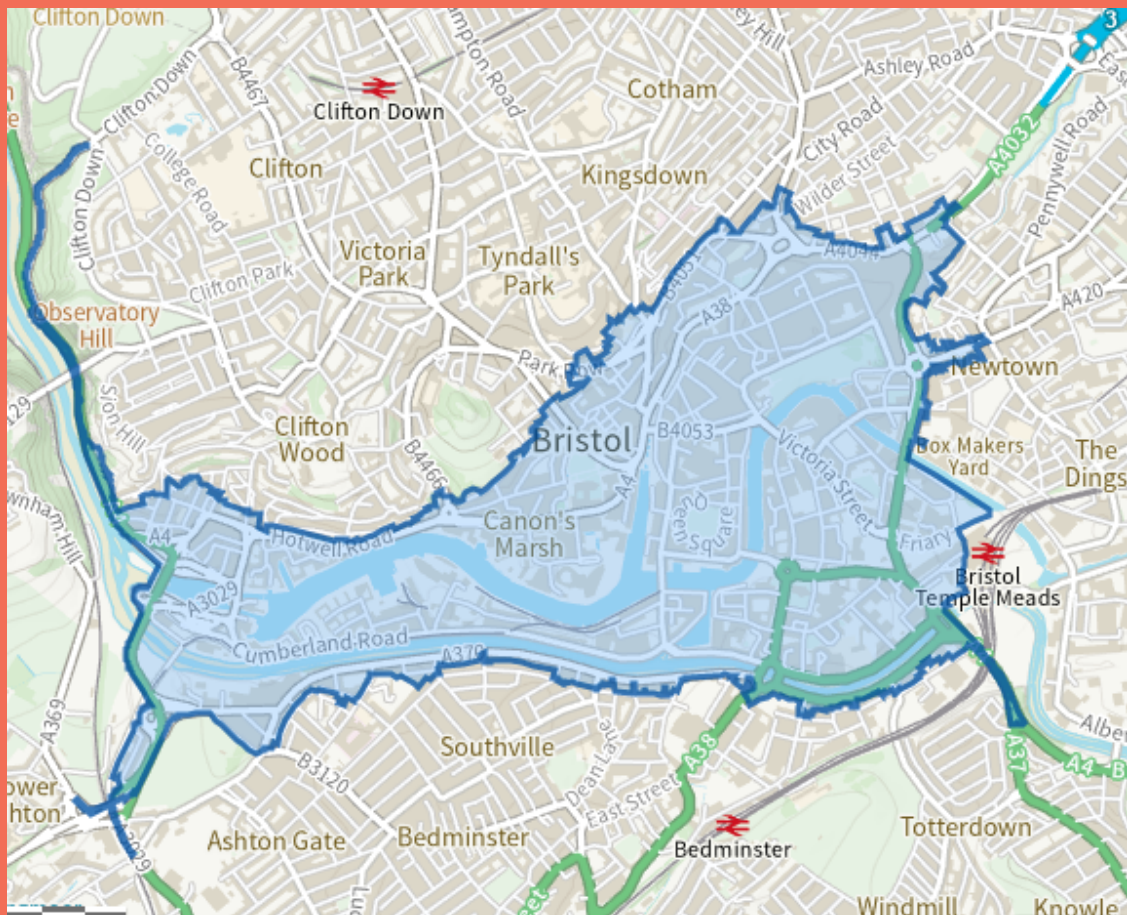 Clifton Down
3
Ashley Road
B4467
Clifton Down
Clifton Down
Cotham
City Road
A4032
Pennywell Road
College Road
Clifton
Kingsdown
Wilder Street
Clifton Down
Victoria
Park
Tyndall's
Park
A4044
Clifton Park
B4051
A38
A420
Observatory
Hill
Park Row
Newtown
Sion Hill
Clifton
Wood
B4466
Bristol
B4053
Victoria Street
Box Makers
Yard
The
Dings
A4
Queen Square
Canon's
Marsh
A4
Hotwell Road
Friary
Bristol
Temple Meads
A3029
Cumberland Road
A370
A369
Southville
Dean Lane
A38
B3120
East Street
A37
A4
Ashton Gate
Bedminster
Bedminster
Totterdown
Windmill
Knowle